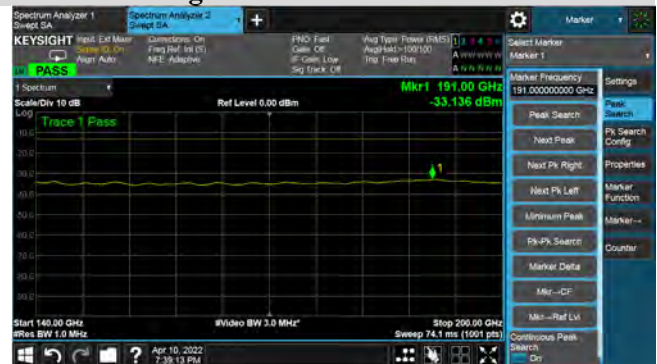 Spectrum Analyzer 1
Swept SA
Spectrum Analyzer 2
Swept SA
+
Marker
KEYSIGHT
Input: Ext Mixer
Align: Auto
Corrections: On
Freq Ref: Int (S)
NFE: Adaptive
PNO: Fast
Gate: Off
IF Gain: Low
Sig Track: Off
Avg Type: Power (RMS)
Avg|Hold:>100/100
Trig: Free Run
PASS
Select Marker
Marker 1
1 Spectrum
Scale/Div 10 dB
Log
Ref Level 0.00 dBm
Mkr1 191.00 GHz
-33.136 dBm
Trace 1 Pass
1
Marker Frequency
191.000000000 GHz
Peak Search
Next Peak
Next Pk Right
Next Pk Left
Minimum Peak
Pk-Pk Search
Marker Delta
Mkr→CF
Mkr→Ref Lvl
Continuous Peak
Search
On
Settings
Peak
Search
Pk Search
Config
Properties
Marker
Function
Marker→
Counter
Start 140.00 GHz
#Res BW 1.0 MHz
#Video BW 3.0 MHz*
Stop 200.00 GHz
Sweep 74.1 ms (1001 pts)
?
Apr 10, 2022
7:39:13 PM